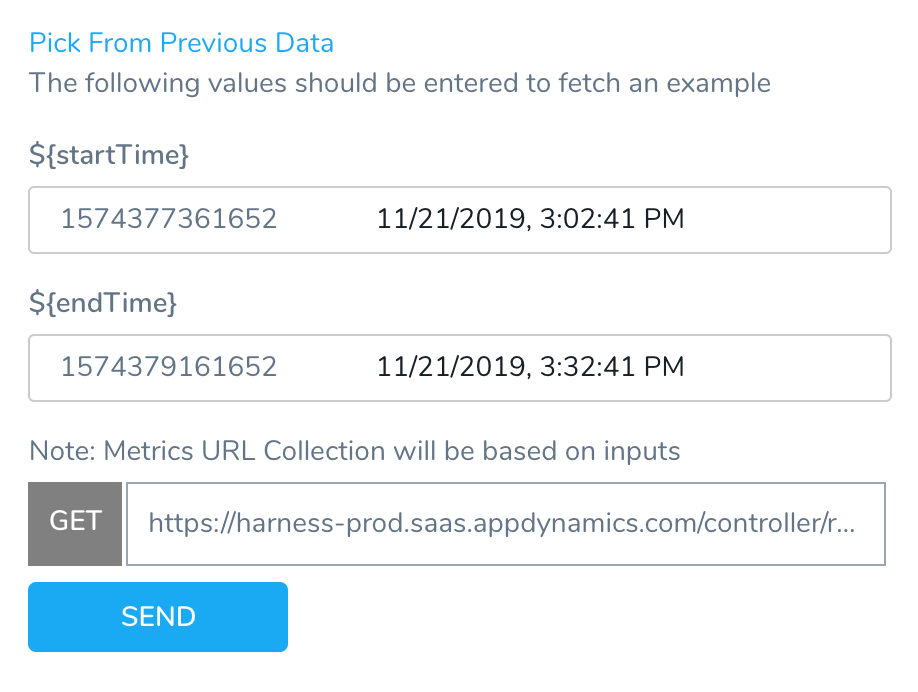 Pick From Previous Data
The following values should be entered to fetch an example
${startTime}
1574377361652 11/21/2019, 3:02:41 PM
${endTime}
1574379161652 11/21/2019, 3:32:41 PM
Note: Metrics URL Collection will be based on inputs
GET https://harness-prod.saas.appdynamics.com/controller/r...
SEND